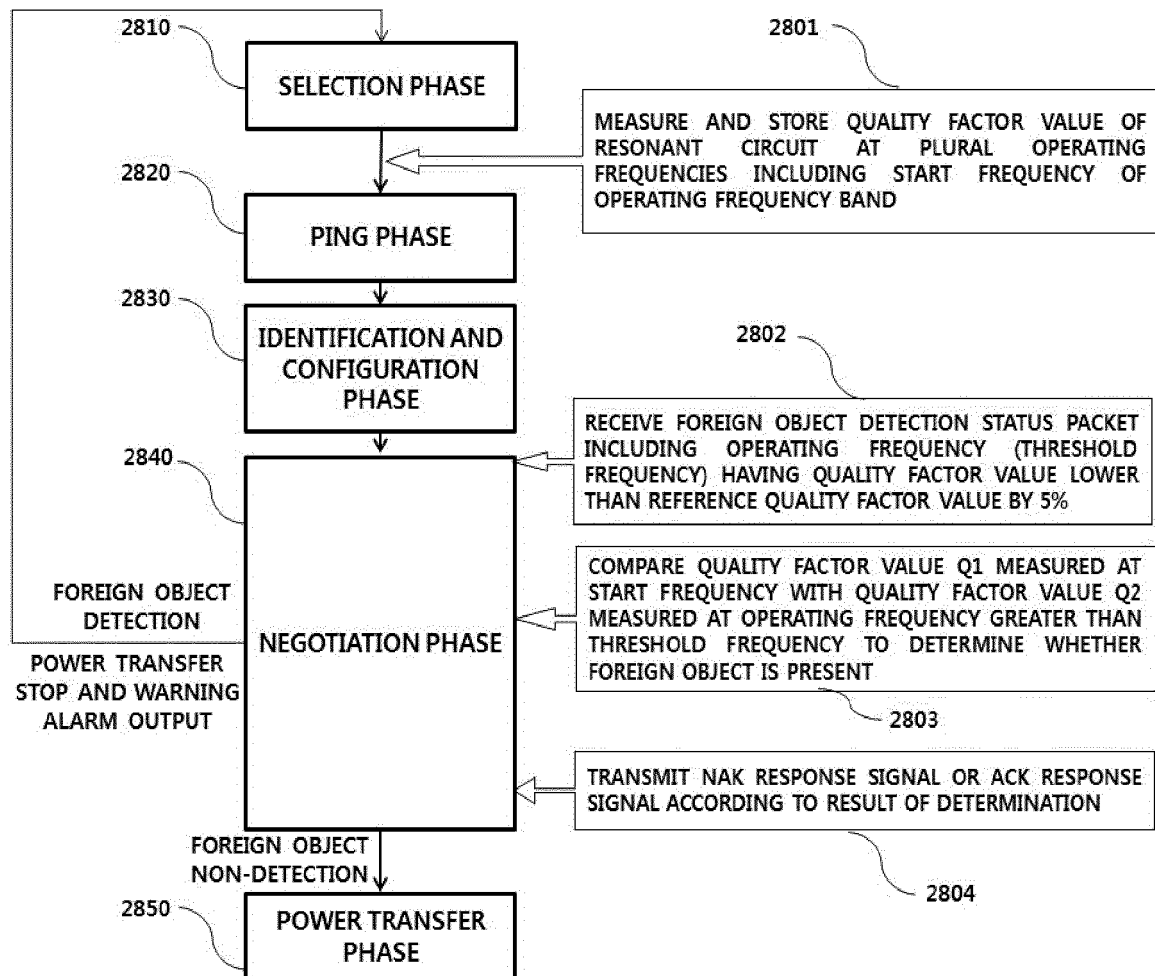 2810
SELECTION PHASE
2801
MEASURE AND STORE QUALITY FACTOR VALUE OF
RESONANT CIRCUIT AT PLURAL OPERATING
FREQUENCIES INCLUDING START FREQUENCY OF
OPERATING FREQUENCY BAND
2820
PING PHASE
2830
IDENTIFICATION AND
CONFIGURATION
PHASE
2802
RECEIVE FOREIGN OBJECT DETECTION STATUS PACKET
INCLUDING OPERATING FREQUENCY (THRESHOLD
FREQUENCY) HAVING QUALITY FACTOR VALUE LOWER
THAN REFERENCE QUALITY FACTOR VALUE BY 5%
2840
NEGOTIATION PHASE
COMPARE QUALITY FACTOR VALUE Q1 MEASURED AT
START FREQUENCY WITH QUALITY FACTOR VALUE Q2
MEASURED AT OPERATING FREQUENCY GREATER THAN
THRESHOLD FREQUENCY TO DETERMINE WHETHER
FOREIGN OBJECT IS PRESENT
2803
FOREIGN OBJECT
DETECTION
POWER TRANSFER
STOP AND WARNING
ALARM OUTPUT
TRANSMIT NAK RESPONSE SIGNAL OR ACK RESPONSE
SIGNAL ACCORDING TO RESULT OF DETERMINATION
2804
FOREIGN OBJECT
NON-DETECTION
2850
POWER TRANSFER
PHASE